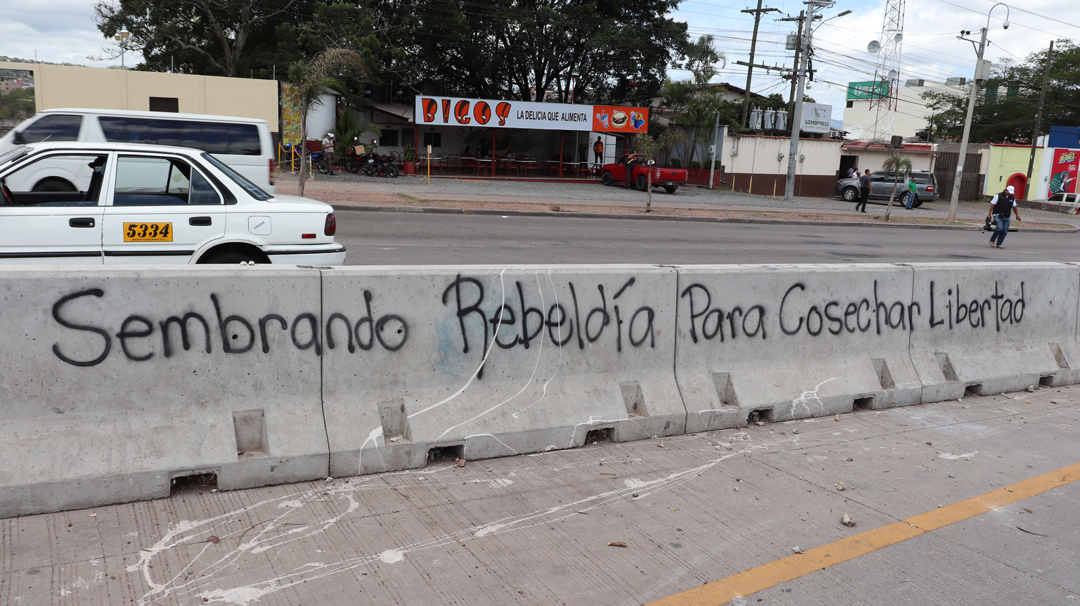 BIGOS LA DELICIA QUE ALIMENTA
5334
Sembrando Rebeldía Para Cosechar Libertad